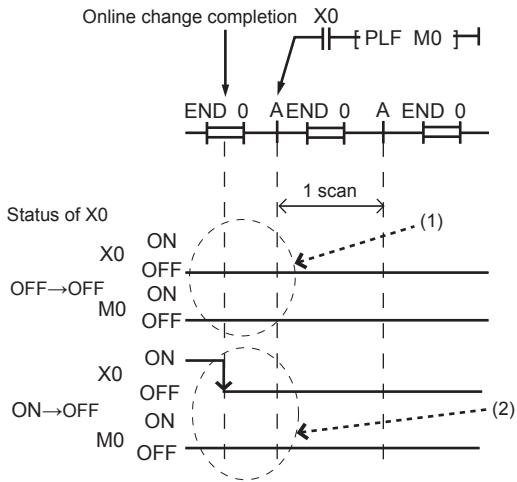 Online change completion X0
PLF M0
END 0 A END 0 A END 0
1 scan
Status of X0
(1)
ON
X0
OFF
OFF→OFF
ON
M0
OFF
ON
X0
OFF
ON→OFF
ON
(2)
M0
OFF